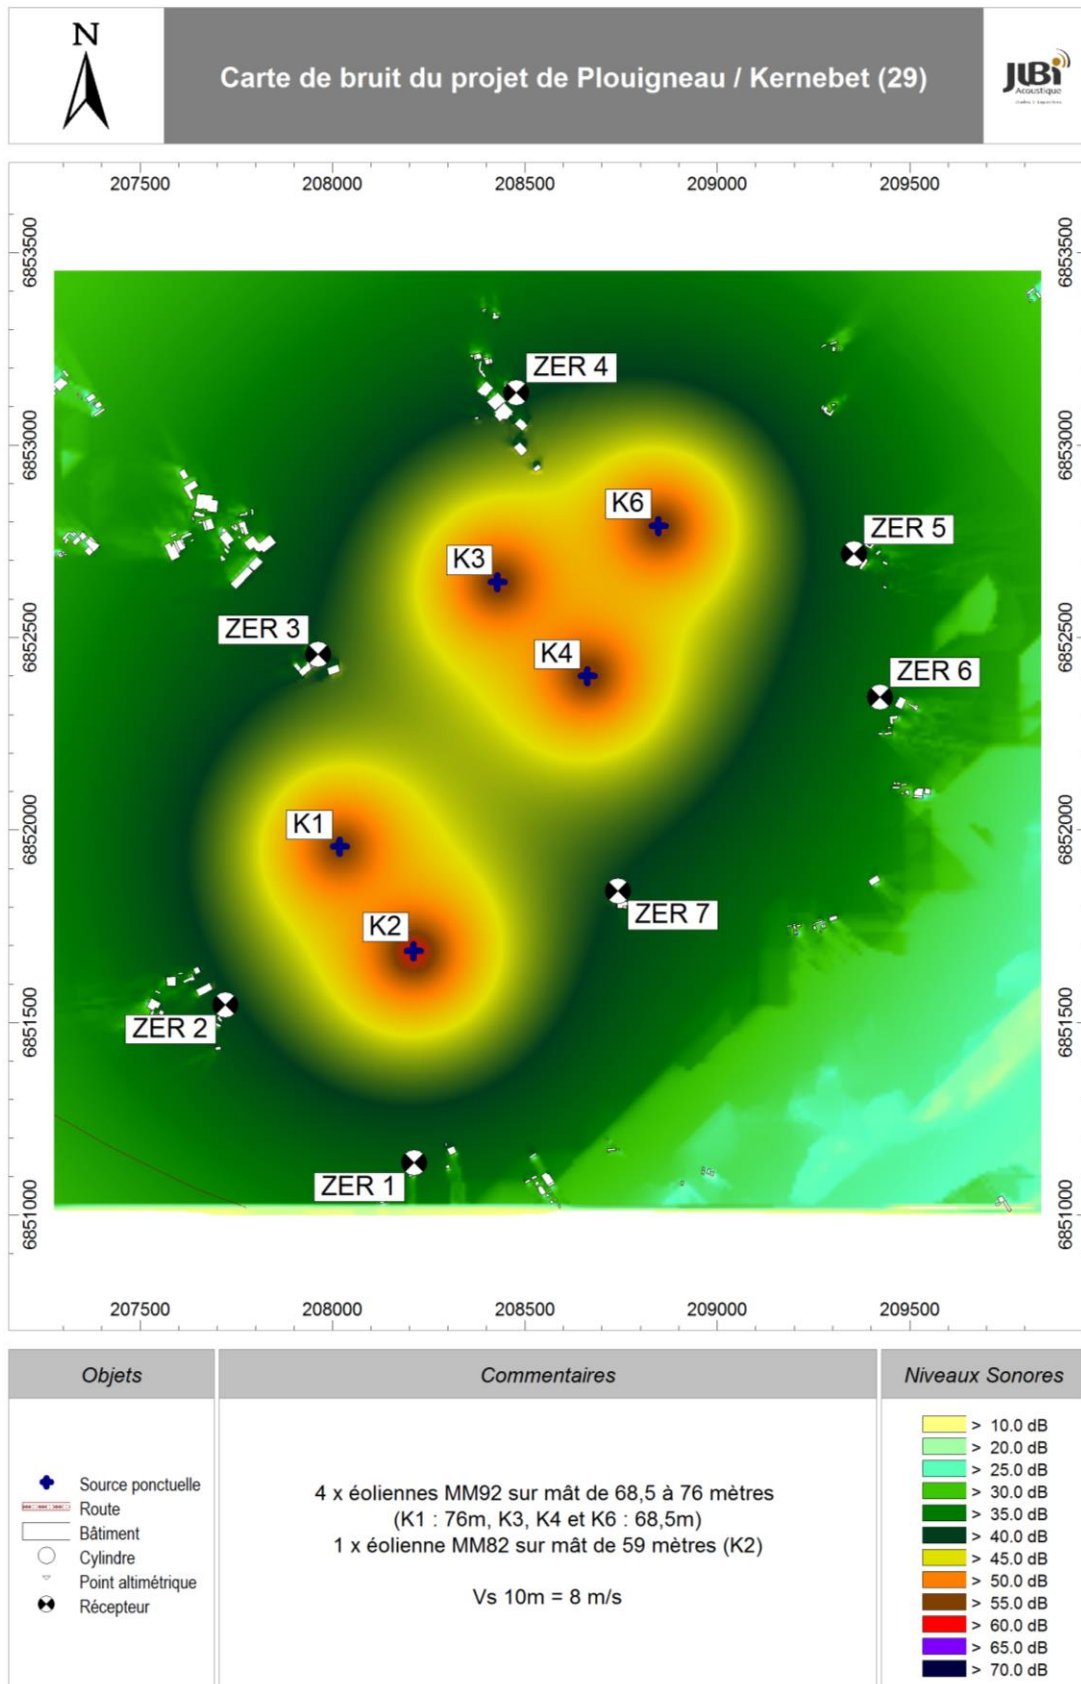 N
Carte de bruit du projet de Plouigneau / Kernebet (29)
JLBi
Acoustique
207500 208000 208500 209000 209500
6853500 6853500
ZER 4
6853000 6853000
K6
ZER 5
K3
ZER 3
6852500 6852500
K4
ZER 6
K1
6852000 6852000
ZER 7
K2
ZER 2
6851500 6851500
ZER 1
6851000 6851000
207500 208000 208500 209000 209500
Objets
Source ponctuelle
Route
Bâtiment
Cylindre
Point altimétrique
Récepteur
Commentaires
4 x éoliennes MM92 sur mât de 68,5 à 76 mètres
(K1 : 76m, K3, K4 et K6 : 68,5m)
1 x éolienne MM82 sur mât de 59 mètres (K2)
Vs 10m = 8 m/s
Niveaux Sonores
> 10.0 dB
> 20.0 dB
> 25.0 dB
> 30.0 dB
> 35.0 dB
> 40.0 dB
> 45.0 dB
> 50.0 dB
> 55.0 dB
> 60.0 dB
> 65.0 dB
> 70.0 dB